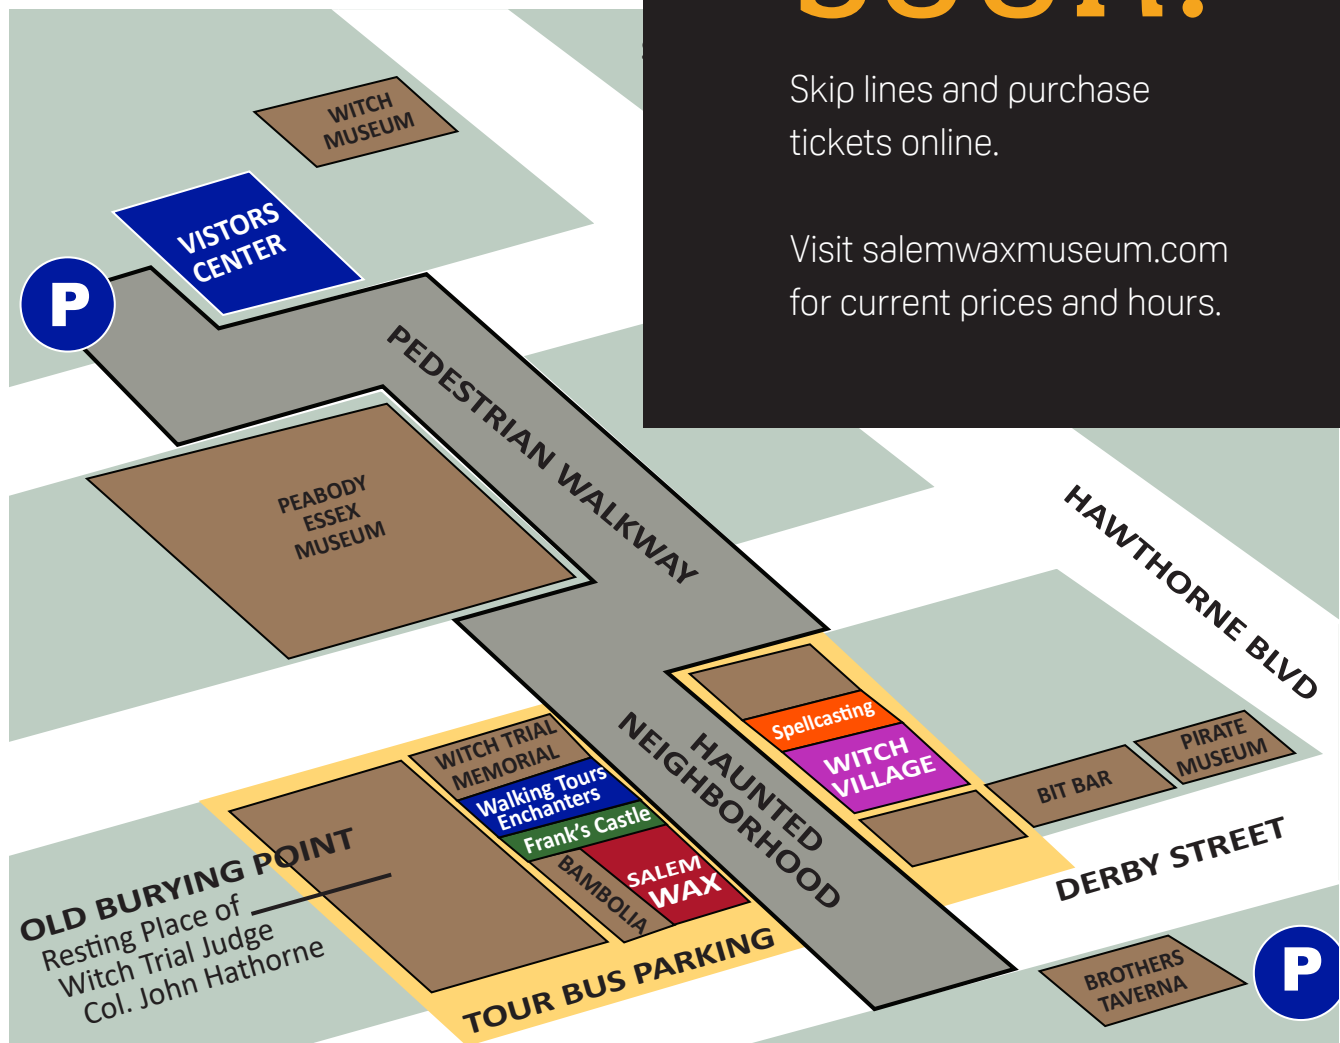 Skip lines and purchase
tickets online.
Visit salemwaxmuseum.com
for current prices and hours.
WITCH
MUSEUM
VISTORS
CENTER
P
PEDESTRIAN WALKWAY
PEABODY
ESSEX
MUSEUM
HAWTHORNE BLVD
Spellcasting
WITCH
VILLAGE
PIRATE
MUSEUM
BIT BAR
HAUNTED
NEIGHBORHOOD
WITCH TRIAL
MEMORIAL
Walking Tours
Enchanters
Frank's Castle
SALEM
WAX
BAMBOLIA
DERBY STREET
OLD BURYING POINT
Resting Place of
Witch Trial Judge
Col. John Hathorne
TOUR BUS PARKING
BROTHERS
TAVERNA
P